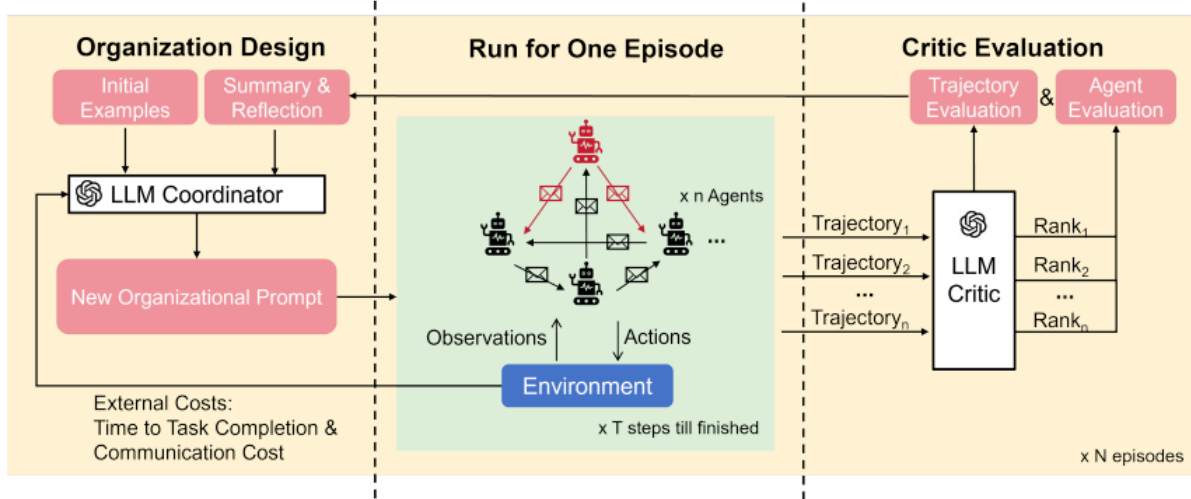 Organization Design
Initial
Examples
Summary &
Reflection
LLM Coordinator
New Organizational Prompt
External Costs:
Time to Task Completion &
Communication Cost
Run for One Episode
x n Agents
...
Observations
Actions
Environment
x T steps till finished
Critic Evaluation
Trajectory
Evaluation
&
Agent
Evaluation
Trajectory₁
Trajectory₂
...
Trajectoryₙ
LLM
Critic
Rank₁
Rank₂
...
Rankₙ
x N episodes